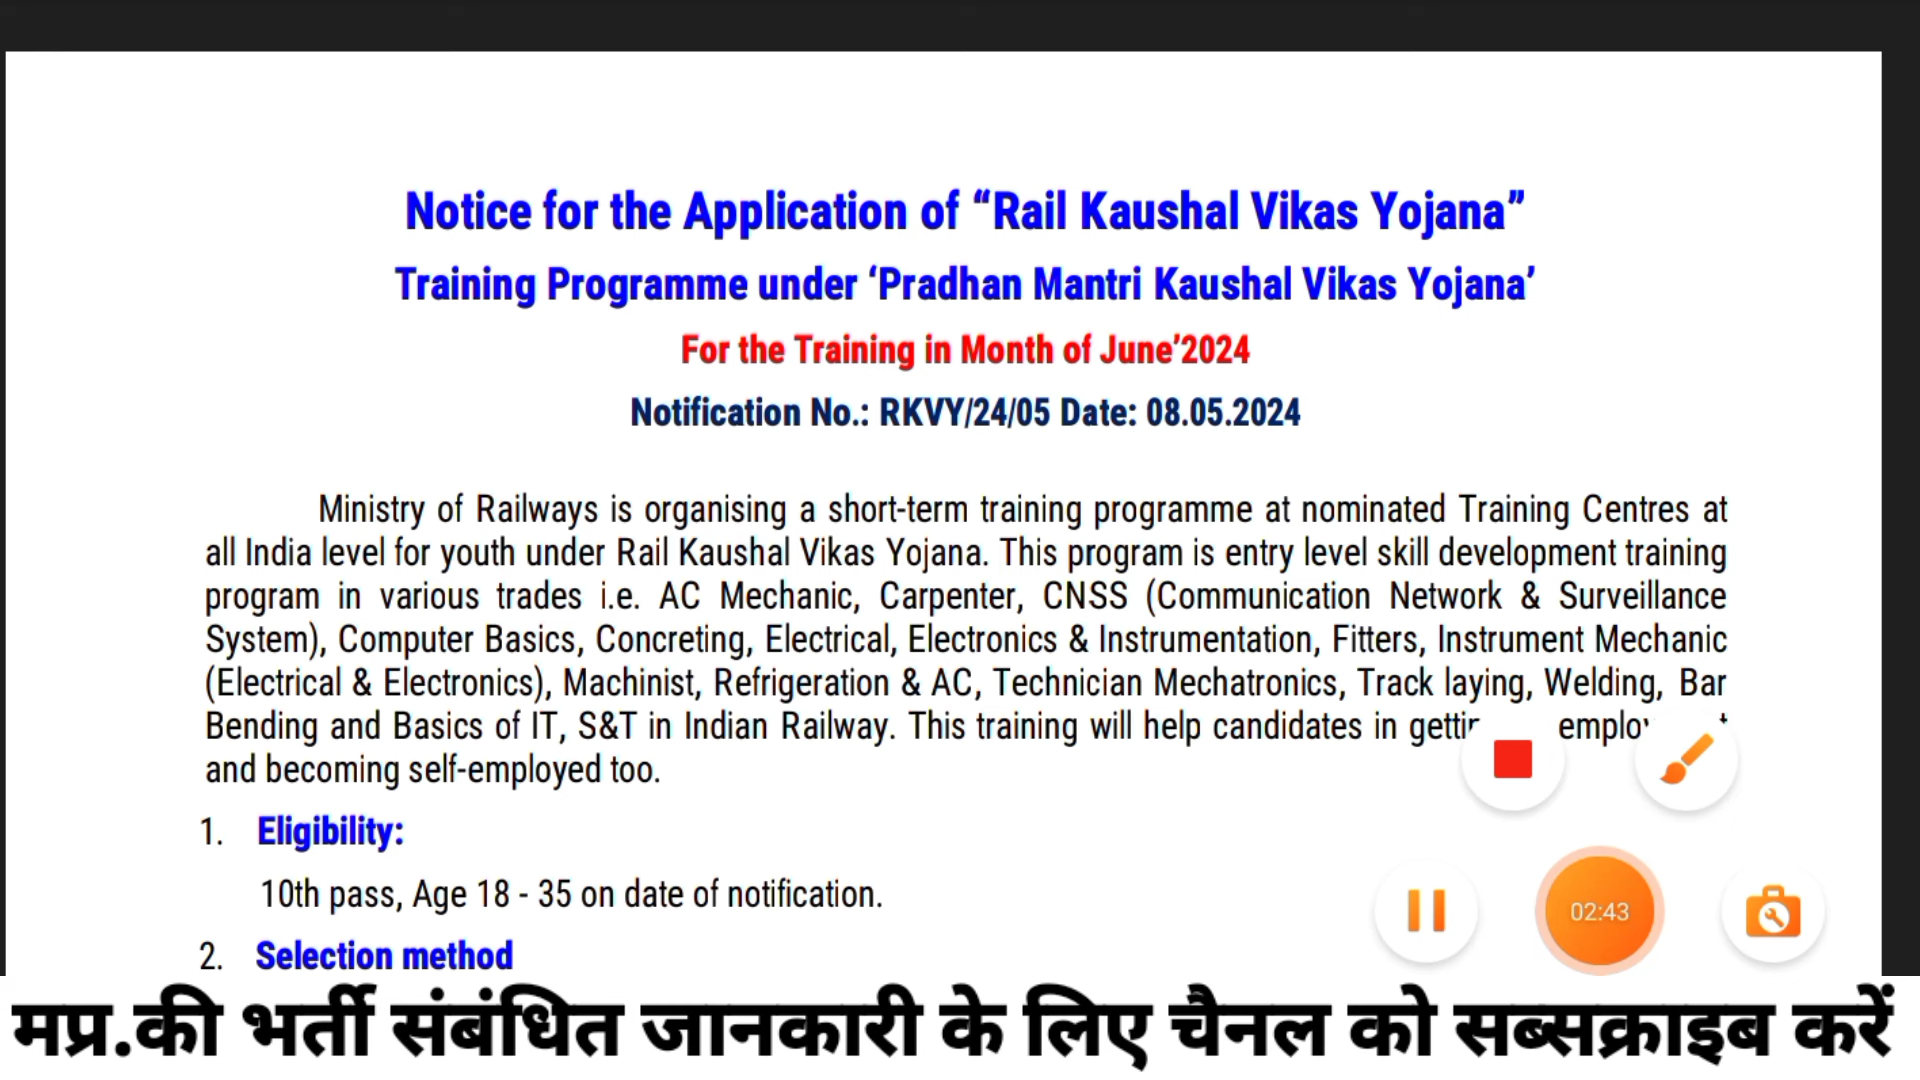 Notice for the Application of “Rail Kaushal Vikas Yojana”
Training Programme under ‘Pradhan Mantri Kaushal Vikas Yojana’
For the Training in Month of June’2024
Notification No.: RKVY/24/05 Date: 08.05.2024
Ministry of Railways is organising a short-term training programme at nominated Training Centres at
all India level for youth under Rail Kaushal Vikas Yojana. This program is entry level skill development training
program in various trades i.e. AC Mechanic, Carpenter, CNSS (Communication Network & Surveillance
System), Computer Basics, Concreting, Electrical, Electronics & Instrumentation, Fitters, Instrument Mechanic
(Electrical & Electronics), Machinist, Refrigeration & AC, Technician Mechatronics, Track laying, Welding, Bar
Bending and Basics of IT, S&T in Indian Railway. This training will help candidates in
and becoming self-employed too.
1. Eligibility:
10th pass, Age 18 - 35 on date of notification.
2. Selection method
02:43
मप्र.की भर्ती संबंधित जानकारी के लिए चैनल को सब्सक्राइब करें